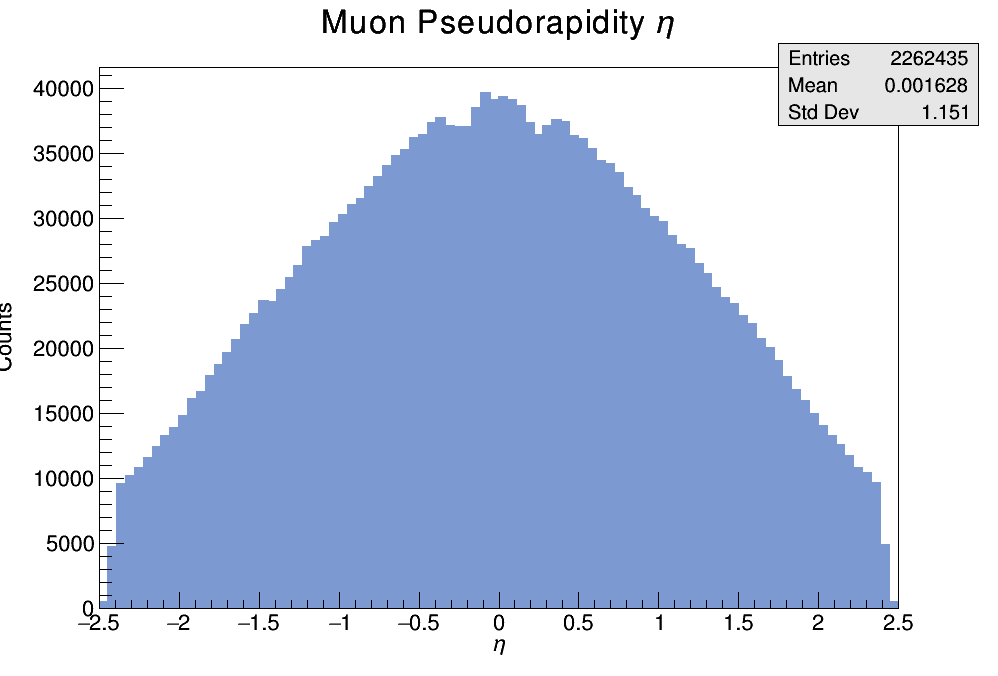 Muon Pseudorapidity η
Entries 2262435
Mean 0.001628
Std Dev 1.151
40000
35000
30000
25000
20000
15000
10000
5000
0
Counts
−2.5 −2 −1.5 −1 −0.5 0 0.5 1 1.5 2 2.5
η